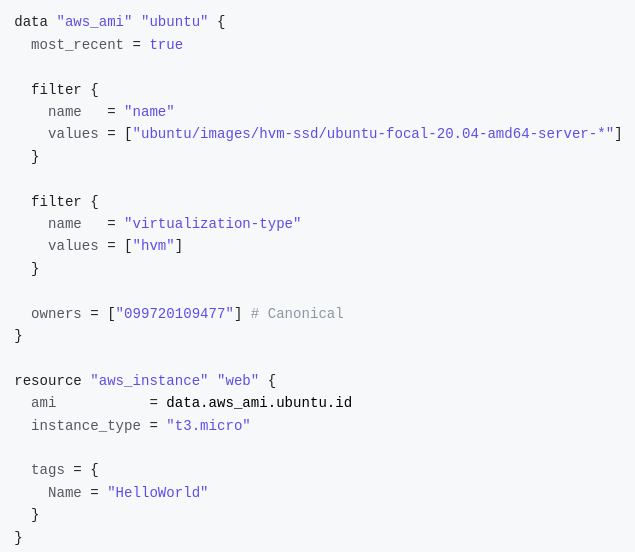 data "aws_ami" "ubuntu" {
  most_recent = true

  filter {
    name   = "name"
    values = ["ubuntu/images/hvm-ssd/ubuntu-focal-20.04-amd64-server-*"]
  }

  filter {
    name   = "virtualization-type"
    values = ["hvm"]
  }

  owners = ["099720109477"] # Canonical
}

resource "aws_instance" "web" {
  ami           = data.aws_ami.ubuntu.id
  instance_type = "t3.micro"

  tags = {
    Name = "HelloWorld"
  }
}